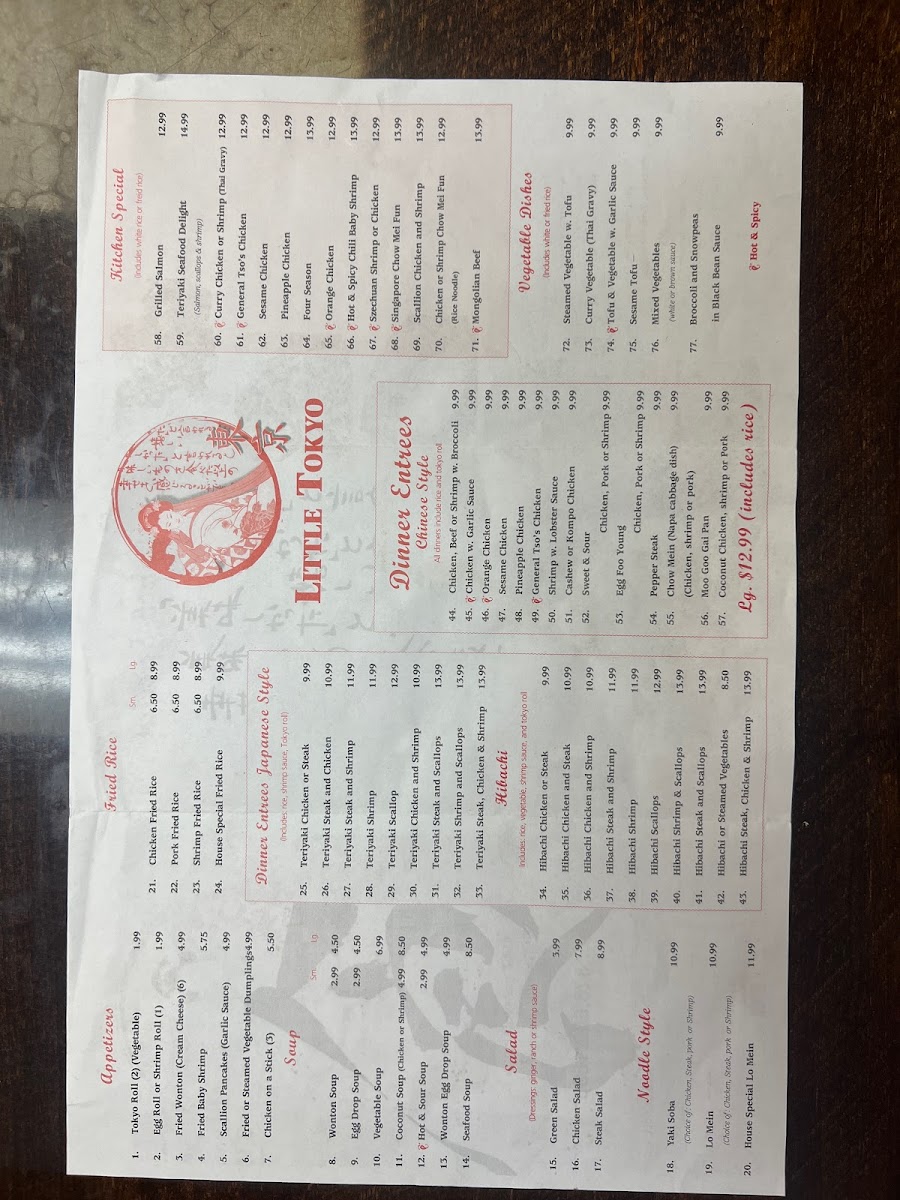 Appetizers
1. Tokyo Roll (2) (Vegetable) 1.99
2. Egg Roll or Shrimp Roll (1) 1.99
3. Fried Wonton (Cream Cheese) (6) 4.99
4. Fried Baby Shrimp 5.75
5. Scallion Pancakes (Garlic Sauce) 4.99
6. Fried or Steamed Vegetable Dumplings 4.99
7. Chicken on a Stick (3) 5.50
Soup
Sm. Lg.
8. Wonton Soup 2.99 4.50
9. Egg Drop Soup 2.99 4.50
10. Vegetable Soup 6.99
11. Coconut Soup (Chicken or Shrimp) 4.99 8.50
12. Hot & Sour Soup 2.99 4.99
13. Wonton Egg Drop Soup 4.99
14. Seafood Soup 8.50
Salad
(Dressings: ginger, ranch or shrimp sauce)
15. Green Salad 3.99
16. Chicken Salad 7.99
17. Steak Salad 8.99
Noodle Style
18. Yaki Soba 10.99
(Choice of: Chicken, Steak, pork or Shrimp)
19. Lo Mein 10.99
(Choice of: Chicken, Steak, pork or Shrimp)
20. House Special Lo Mein 11.99
Fried Rice
Sm. Lg.
21. Chicken Fried Rice 6.50 8.99
22. Pork Fried Rice 6.50 8.99
23. Shrimp Fried Rice 6.50 8.99
24. House Special Fried Rice 9.99
Dinner Entrees Japanese Style
(Includes rice, shrimp sauce, Tokyo roll)
25. Teriyaki Chicken or Steak 9.99
26. Teriyaki Steak and Chicken 10.99
27. Teriyaki Steak and Shrimp 11.99
28. Teriyaki Shrimp 11.99
29. Teriyaki Scallop 12.99
30. Teriyaki Chicken and Shrimp 10.99
31. Teriyaki Steak and Scallops 13.99
32. Teriyaki Shrimp and Scallops 13.99
33. Teriyaki Steak, Chicken & Shrimp 13.99
Hibachi
Includes rice, vegetable, shrimp sauce, and tokyo roll
34. Hibachi Chicken or Steak 9.99
35. Hibachi Chicken and Steak 10.99
36. Hibachi Chicken and Shrimp 10.99
37. Hibachi Steak and Shrimp 11.99
38. Hibachi Shrimp 11.99
39. Hibachi Scallops 12.99
40. Hibachi Shrimp & Scallops 13.99
41. Hibachi Steak and Scallops 13.99
42. Hibachi or Steamed Vegetables 8.50
43. Hibachi Steak, Chicken & Shrimp 13.99
東京
LITTLE TOKYO
Dinner Entrees
Chinese Style
All dinners include rice and tokyo roll
44. Chicken, Beef or Shrimp w. Broccoli 9.99
45. Chicken w. Garlic Sauce 9.99
46. Orange Chicken 9.99
47. Sesame Chicken 9.99
48. Pineapple Chicken 9.99
49. General Tso's Chicken 9.99
50. Shrimp w. Lobster Sauce 9.99
51. Cashew or Kompo Chicken 9.99
52. Sweet & Sour
Chicken, Pork or Shrimp 9.99
53. Egg Foo Young
Chicken, Pork or Shrimp 9.99
54. Pepper Steak 9.99
55. Chow Mein (Napa cabbage dish) 9.99
(Chicken, shrimp or pork)
56. Moo Goo Gai Pan 9.99
57. Coconut Chicken, shrimp or Pork 9.99
Lg. $12.99 (includes rice)
Kitchen Special
(Includes white rice or fried rice)
58. Grilled Salmon 12.99
59. Teriyaki Seafood Delight 14.99
(Salmon, scallops & shrimp)
60. Curry Chicken or Shrimp (Thai Gravy) 12.99
61. General Tso's Chicken 12.99
62. Sesame Chicken 12.99
63. Pineapple Chicken 12.99
64. Four Season 13.99
65. Orange Chicken 12.99
66. Hot & Spicy Chili Baby Shrimp 13.99
67. Szechuan Shrimp or Chicken 12.99
68. Singapore Chow Mei Fun 13.99
69. Scallion Chicken and Shrimp 13.99
70. Chicken or Shrimp Chow Mei Fun 12.99
(Rice Noodle)
71. Mongolian Beef 13.99
Vegetable Dishes
(Includes white or fried rice)
72. Steamed Vegetable w. Tofu 9.99
73. Curry Vegetable (Thai Gravy) 9.99
74. Tofu & Vegetable w. Garlic Sauce 9.99
75. Sesame Tofu 9.99
76. Mixed Vegetables 9.99
(white or brown sauce)
77. Broccoli and Snowpeas
in Black Bean Sauce 9.99
Hot & Spicy